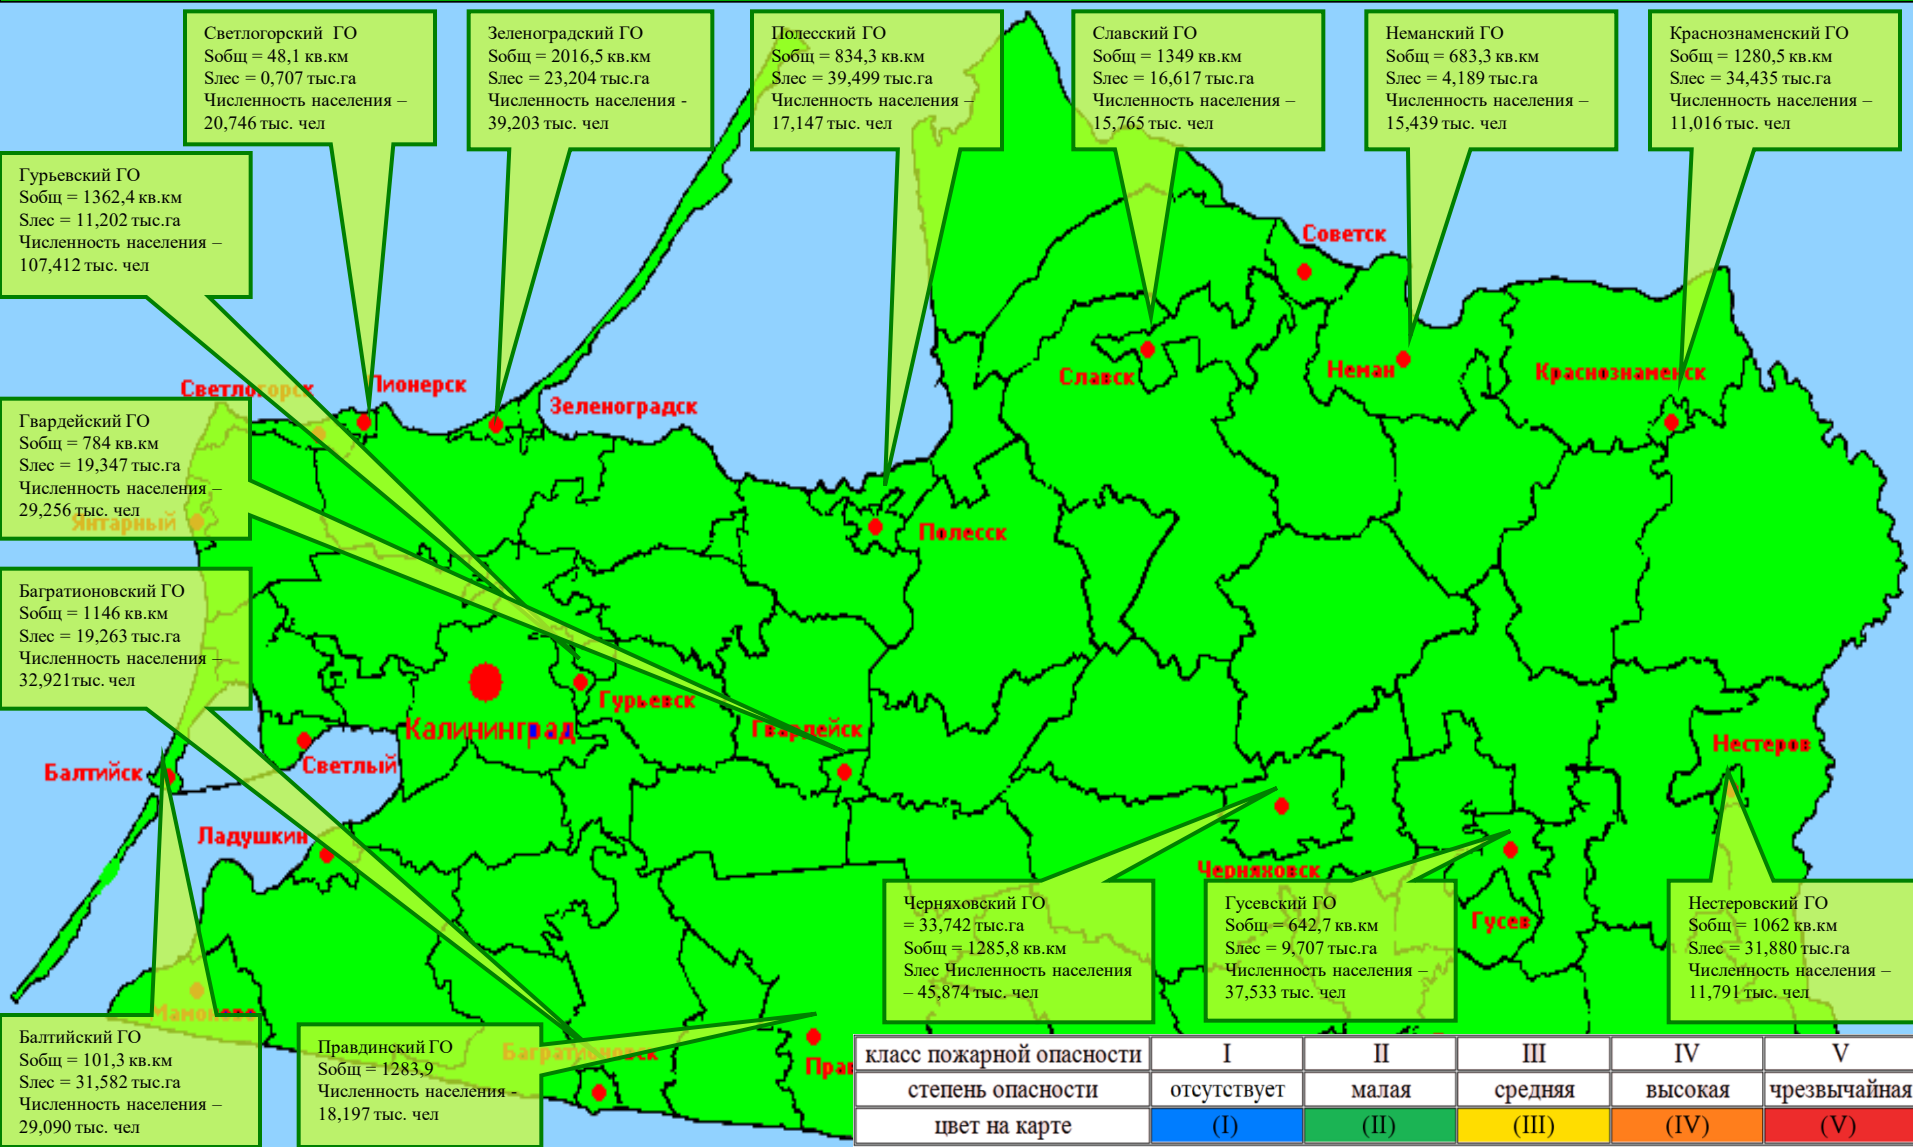 Светлогорский ГО
Sобщ = 48,1 кв.км
Sлес = 0,707 тыс.га
Численность населения –
20,746 тыс. чел
Зеленоградский ГО
Sобщ = 2016,5 кв.км
Sлес = 23,204 тыс.га
Численность населения -
39,203 тыс. чел
Полесский ГО
Sобщ = 834,3 кв.км
Sлес = 39,499 тыс.га
Численность населения –
17,147 тыс. чел
Славский ГО
Sобщ = 1349 кв.км
Sлес = 16,617 тыс.га
Численность населения –
15,765 тыс. чел
Неманский ГО
Sобщ = 683,3 кв.км
Sлес = 4,189 тыс.га
Численность населения –
15,439 тыс. чел
Краснознаменский ГО
Sобщ = 1280,5 кв.км
Sлес = 34,435 тыс.га
Численность населения –
11,016 тыс. чел
Гурьевский ГО
Sобщ = 1362,4 кв.км
Sлес = 11,202 тыс.га
Численность населения –
107,412 тыс. чел
Советск
Славск
Неман
Краснознаменск
Светлогорск
Пионерск
Зеленоградск
Гвардейский ГО
Sобщ = 784 кв.км
Sлес = 19,347 тыс.га
Численность населения –
29,256 тыс. чел
Янтарный
Полесск
Багратионовский ГО
Sобщ = 1146 кв.км
Sлес = 19,263 тыс.га
Численность населения –
32,921тыс. чел
Гурьевск
Калининград
Гвардейск
Нестеров
Балтийск
Светлый
Ладушкин
Черняховск
Гусев
Черняховский ГО
= 33,742 тыс.га
Sобщ = 1285,8 кв.км
Sлес Численность населения
– 45,874 тыс. чел
Гусевский ГО
Sобщ = 642,7 кв.км
Sлес = 9,707 тыс.га
Численность населения –
37,533 тыс. чел
Нестеровский ГО
Sобщ = 1062 кв.км
Sлес = 31,880 тыс.га
Численность населения –
11,791 тыс. чел
Мамоново
Балтийский ГО
Sобщ = 101,3 кв.км
Sлес = 31,582 тыс.га
Численность населения –
29,090 тыс. чел
Правдинский ГО
Sобщ = 1283,9
Численность населения -
18,197 тыс. чел
Багратионовск
Прав
класс пожарной опасности I II III IV V
степень опасности отсутствует малая средняя высокая чрезвычайная
цвет на карте (I) (II) (III) (IV) (V)